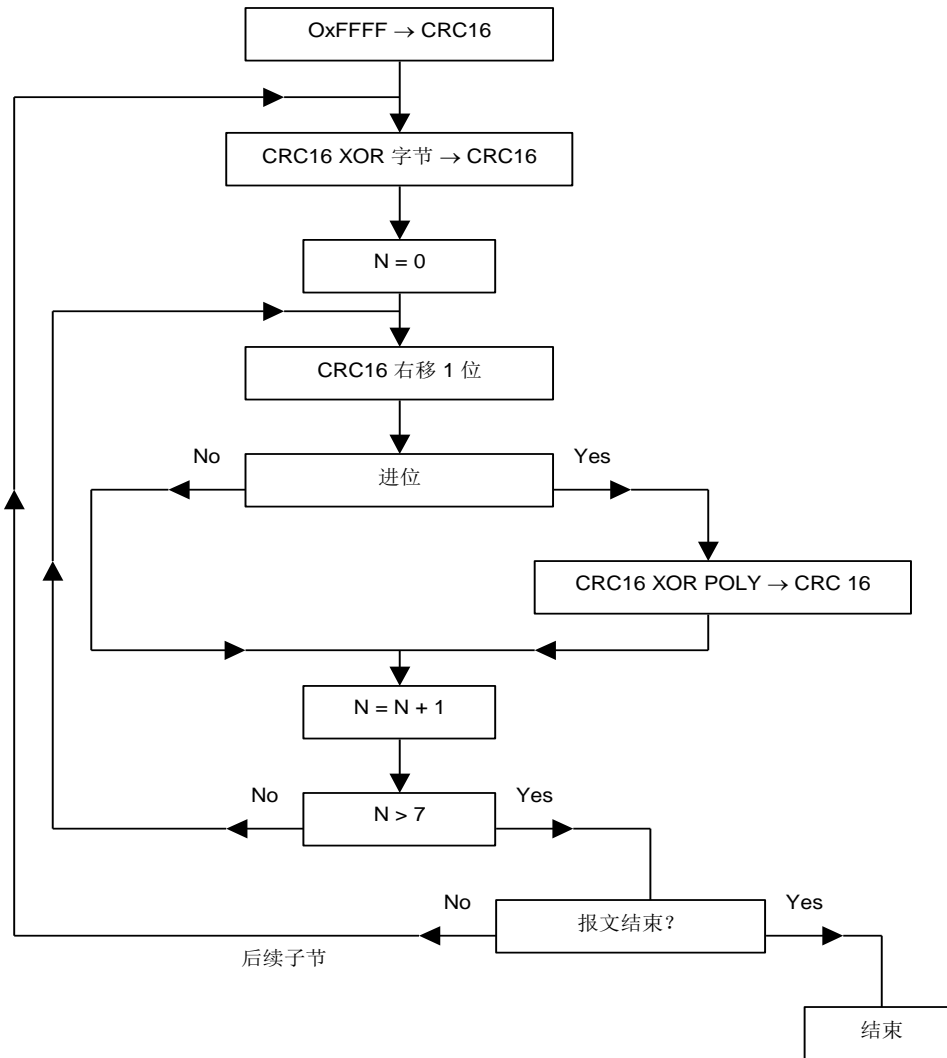 OxFFFF → CRC16
CRC16 XOR 字节 → CRC16
N = 0
CRC16 右移 1 位
No
Yes
进位
CRC16 XOR POLY → CRC 16
N = N + 1
No
Yes
N > 7
No
Yes
报文结束?
后续子节
结束